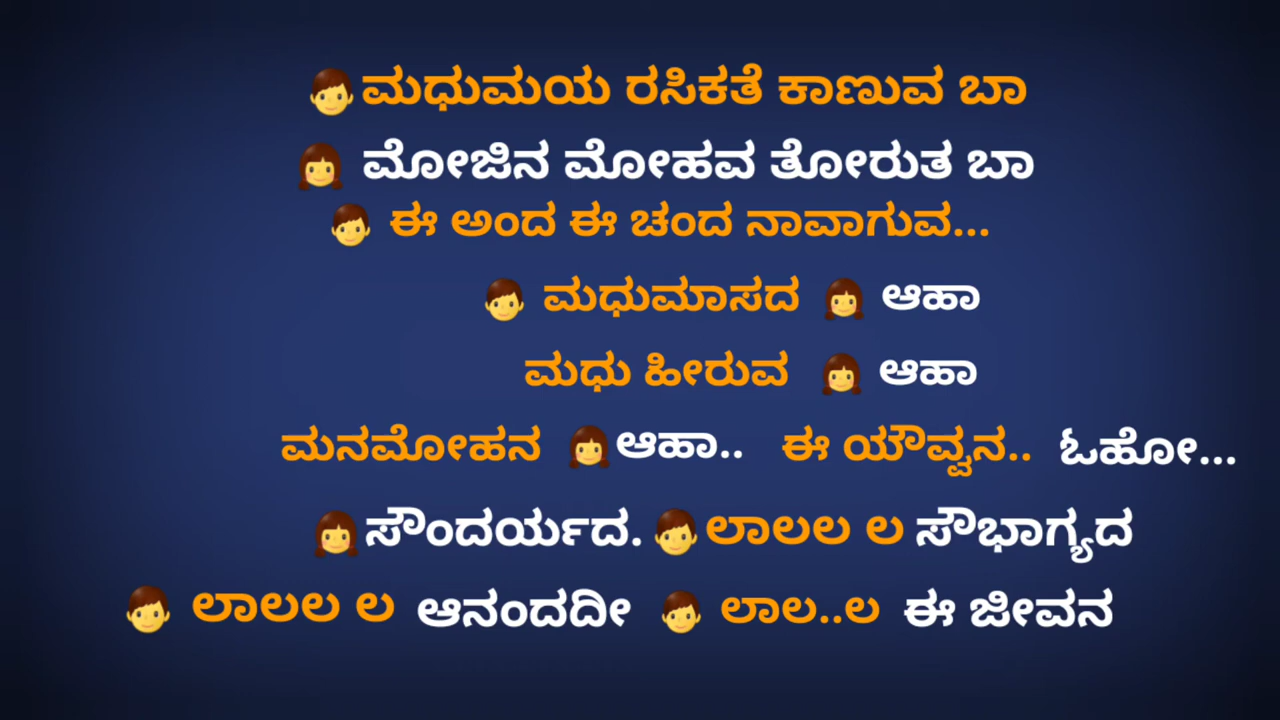 ಮಧುಮಯ ರಸಿಕತೆ ಕಾಣುವ ಬಾ
ಮೋಜಿನ ಮೋಹವ ತೋರುತ ಬಾ
ಈ ಅಂದ ಈ ಚಂದ ನಾವಾಗುವ...
ಮಧುಮಾಸದ ಆಹಾ
ಮಧು ಹೀರುವ ಆಹಾ
ಮನಮೋಹನ ಆಹಾ.. ಈ ಯೌವ್ವನ.. ಓಹೋ...
ಸೌಂದರ್ಯದ. ಲಾಲಲ ಲ ಸೌಭಾಗ್ಯದ
ಲಾಲಲ ಲ ಆನಂದದೀ ಲಾಲ..ಲ ಈ ಜೀವನ